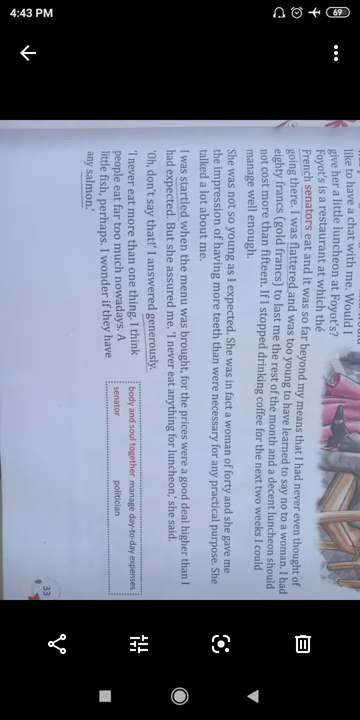 4:43 PM
69
like to have a chat with me. Would I
give her a little luncheon at Foyot's?
Foyot's is a restaurant at which the
French senators eat and it was so far beyond my means that I had never even thought of
going there. I was flattered and was too young to have learned to say no to a woman. I had
eighty francs (gold francs) to last me the rest of the month and a decent luncheon should
not cost more than fifteen. If I stopped drinking coffee for the next two weeks I could
manage well enough.
She was not so young as I expected. She was in fact a woman of forty and she gave me
the impression of having more teeth than were necessary for any practical purpose. She
talked a lot about me.
I was startled when the menu was brought, for the prices were a good deal higher than I
had expected. But she assured me. 'I never eat anything for luncheon,' she said.
'Oh, don't say that!' I answered generously.
'I never eat more than one thing. I think
people eat far too much nowadays. A
little fish, perhaps. I wonder if they have
any salmon.'
body and soul together manage day-to-day expenses
senator politician
33